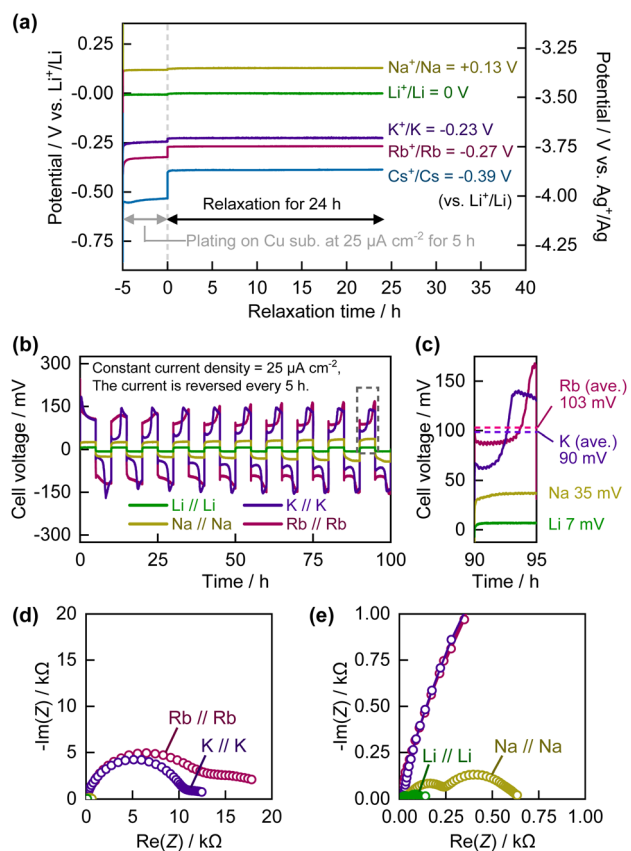 (a)
0.25
-0.00
-0.25
-0.50
-0.75
Potential / V vs. Li⁺/Li
Na⁺/Na = +0.13 V
Li⁺/Li = 0 V
K⁺/K = -0.23 V
Rb⁺/Rb = -0.27 V
Cs⁺/Cs = -0.39 V
(vs. Li⁺/Li)
Relaxation for 24 h
Plating on Cu sub. at 25 µA cm⁻² for 5 h
-3.25
-3.50
-3.75
-4.00
-4.25
Potential / V vs. Ag⁺/Ag
-5 0 5 10 15 20 25 30 35 40
Relaxation time / h
(b)
300
150
0
-150
-300
Cell voltage / mV
Constant current density = 25 µA cm⁻²,
The current is reversed every 5 h.
Li // Li K // K
Na // Na Rb // Rb
0 25 50 75 100
Time / h
(c)
150
100
50
0
Cell voltage / mV
Rb (ave.)
103 mV
K (ave.)
90 mV
Na 35 mV
Li 7 mV
90 95
Time / h
(d)
20
15
10
5
0
-Im(Z) / kΩ
Rb // Rb
K // K
0 5 10 15 20
Re(Z) / kΩ
(e)
1.00
0.75
0.50
0.25
0.00
-Im(Z) / kΩ
Li // Li
Na // Na
0.00 0.25 0.50 0.75 1.00
Re(Z) / kΩ